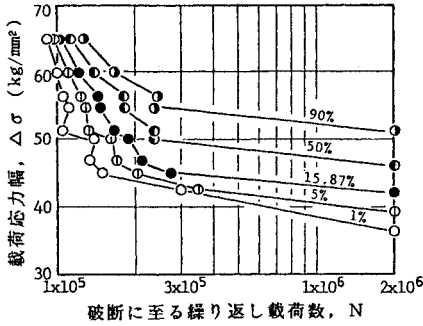 載荷応力幅, Δσ (kg/mm²)
70
60
50
40
30
90%
50%
15.87%
5%
1%
1x10⁵
3x10⁵
1x10⁶
2x10⁶
破断に至る繰り返し載荷数, N